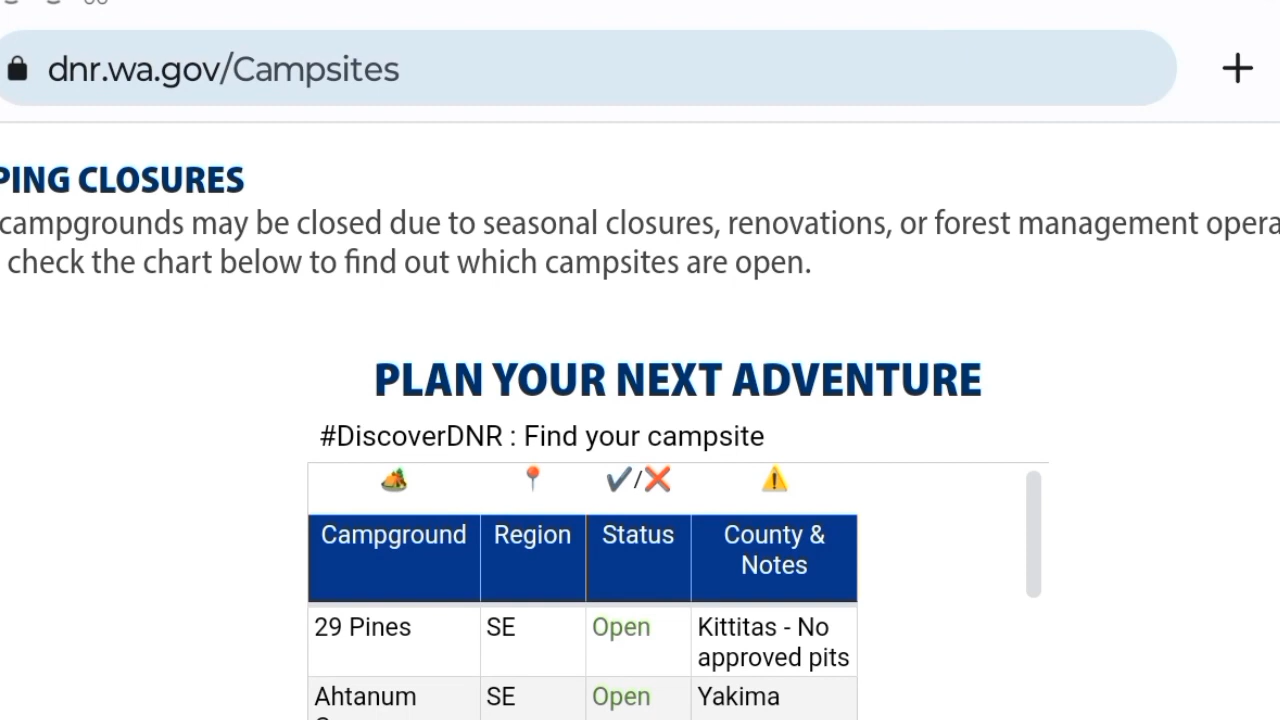 dnr.wa.gov/Campsites
PING CLOSURES
campgrounds may be closed due to seasonal closures, renovations, or forest management opera
check the chart below to find out which campsites are open.
PLAN YOUR NEXT ADVENTURE
#DiscoverDNR : Find your campsite
🏕️ 📍 ✔️/❌ ⚠️
Campground Region Status County &
Notes
29 Pines SE Open Kittitas - No
approved pits
Ahtanum SE Open Yakima